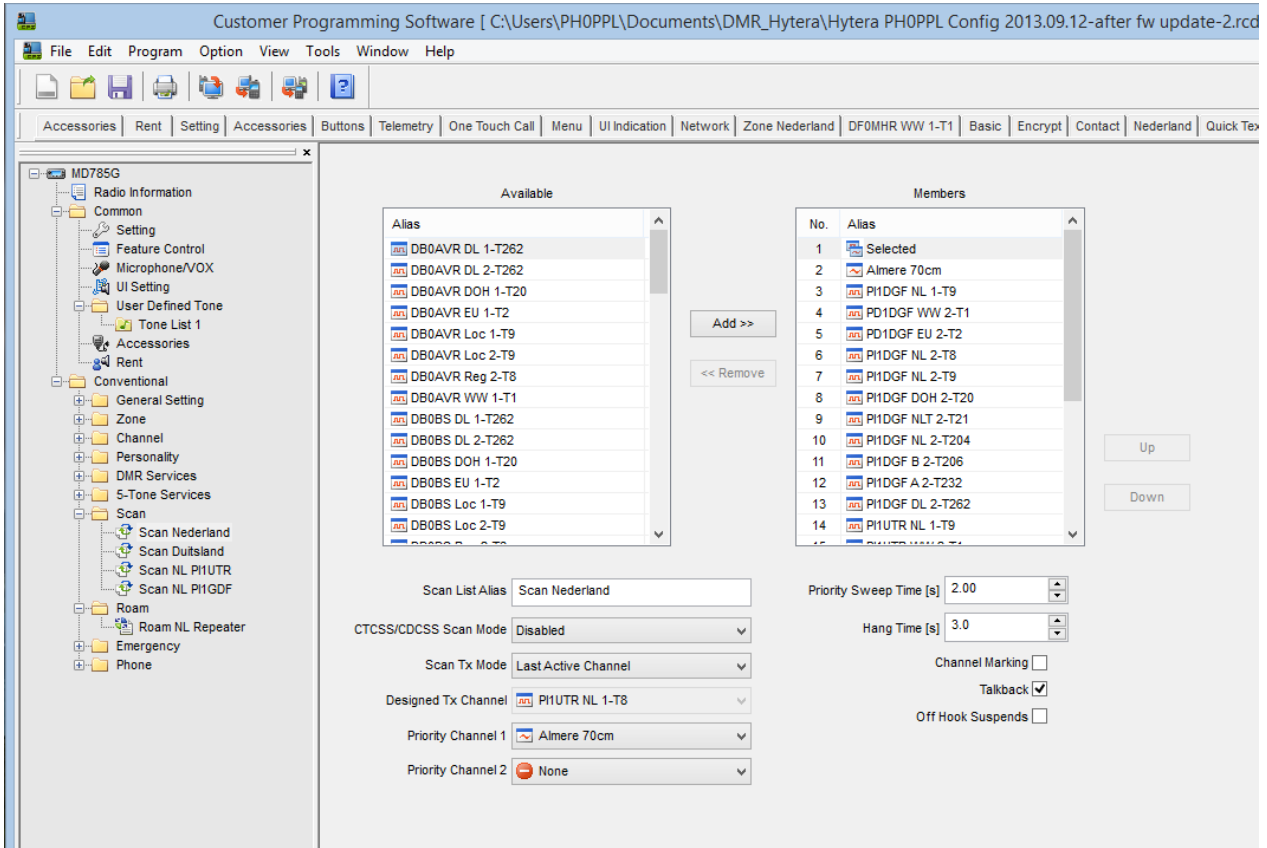 Customer Programming Software [ C:\Users\PH0PPL\Documents\DMR_Hytera\Hytera PH0PPL Config 2013.09.12-after fw update-2.rcd
File Edit Program Option View Tools Window Help
Accessories Rent Setting Accessories Buttons Telemetry One Touch Call Menu UI Indication Network Zone Nederland DF0MHR WW 1-T1 Basic Encrypt Contact Nederland Quick Tex
MD785G
Radio Information
Common
Setting
Feature Control
Microphone/VOX
UI Setting
User Defined Tone
Tone List 1
Accessories
Rent
Conventional
General Setting
Zone
Channel
Personality
DMR Services
5-Tone Services
Scan
Scan Nederland
Scan Duitsland
Scan NL PI1UTR
Scan NL PI1GDF
Roam
Roam NL Repeater
Emergency
Phone
Available
Alias
DB0AVR DL 1-T262
DB0AVR DL 2-T262
DB0AVR DOH 1-T20
DB0AVR EU 1-T2
DB0AVR Loc 1-T9
DB0AVR Loc 2-T9
DB0AVR Reg 2-T8
DB0AVR WW 1-T1
DB0BS DL 1-T262
DB0BS DL 2-T262
DB0BS DOH 1-T20
DB0BS EU 1-T2
DB0BS Loc 1-T9
DB0BS Loc 2-T9
Add >>
<< Remove
Members
No. Alias
1 Selected
2 Almere 70cm
3 PI1DGF NL 1-T9
4 PD1DGF WW 2-T1
5 PD1DGF EU 2-T2
6 PI1DGF NL 2-T8
7 PI1DGF NL 2-T9
8 PI1DGF DOH 2-T20
9 PI1DGF NLT 2-T21
10 PI1DGF NL 2-T204
11 PI1DGF B 2-T206
12 PI1DGF A 2-T232
13 PI1DGF DL 2-T262
14 PI1UTR NL 1-T9
Up
Down
Scan List Alias Scan Nederland
CTCSS/CDCSS Scan Mode Disabled
Scan Tx Mode Last Active Channel
Designed Tx Channel PI1UTR NL 1-T8
Priority Channel 1 Almere 70cm
Priority Channel 2 None
Priority Sweep Time [s] 2.00
Hang Time [s] 3.0
Channel Marking
Talkback
Off Hook Suspends